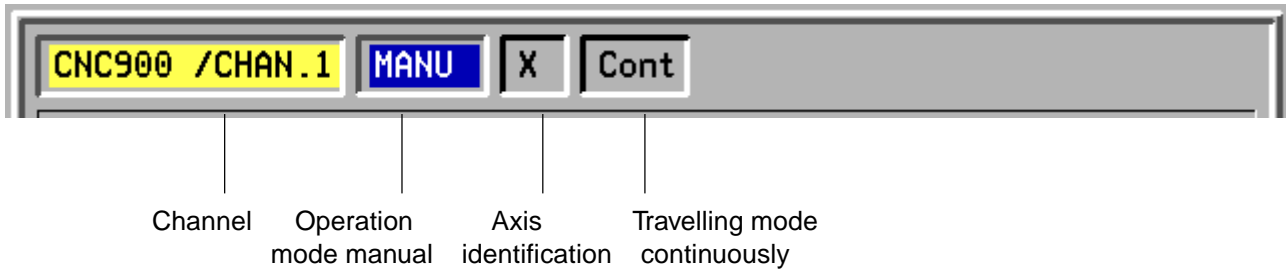 CNC900 /CHAN.1 MANU X Cont
Channel Operation Axis Travelling mode
mode manual identification continuously